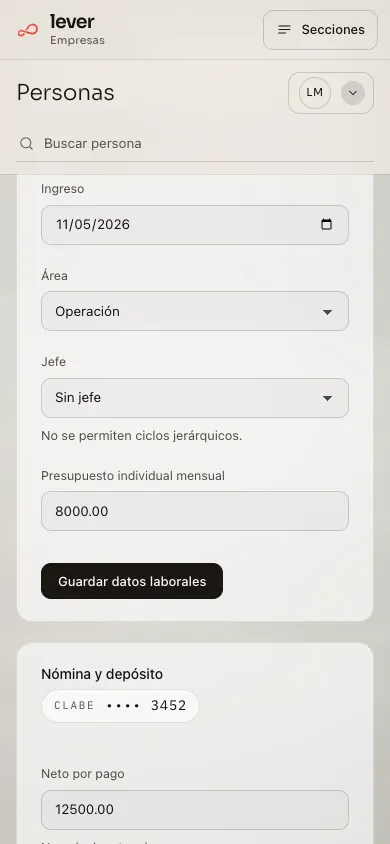 lever
Empresas
Secciones
Personas
LM
Buscar persona
Ingreso
11/05/2026
Área
Operación
Jefe
Sin jefe
No se permiten ciclos jerárquicos.
Presupuesto individual mensual
8000.00
Guardar datos laborales
Nómina y depósito
CLABE •••• 3452
Neto por pago
12500.00